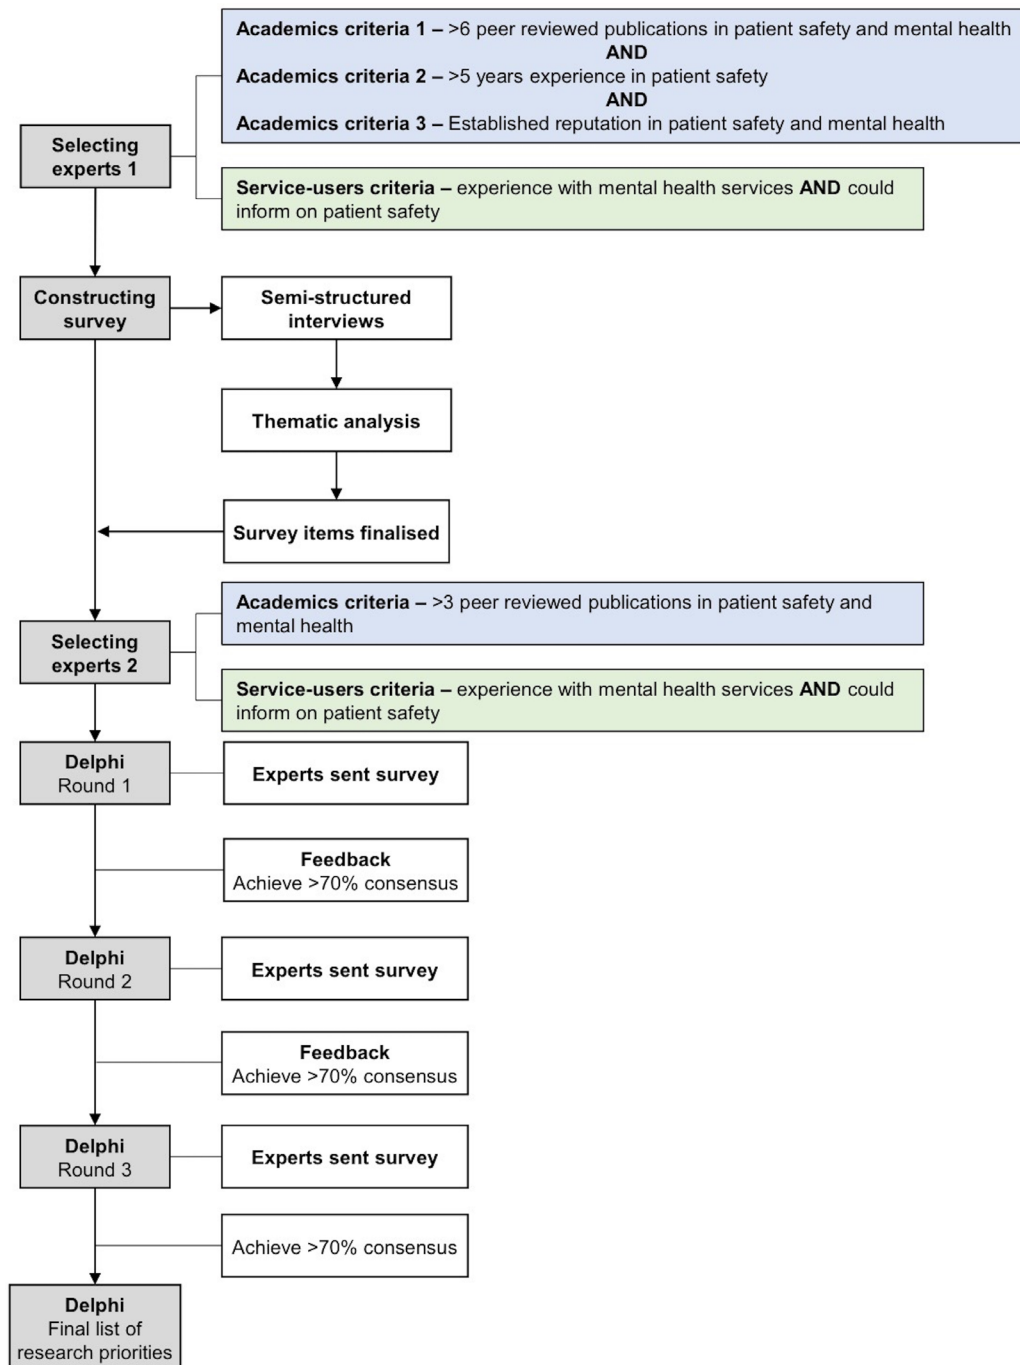 Academics criteria 1 – >6 peer reviewed publications in patient safety and mental health
AND
Academics criteria 2 – >5 years experience in patient safety
AND
Academics criteria 3 – Established reputation in patient safety and mental health
Selecting
experts 1
Service-users criteria – experience with mental health services AND could
inform on patient safety
Constructing
survey
Semi-structured
interviews
Thematic analysis
Survey items finalised
Academics criteria – >3 peer reviewed publications in patient safety and
mental health
Selecting
experts 2
Service-users criteria – experience with mental health services AND could
inform on patient safety
Delphi
Round 1
Experts sent survey
Feedback
Achieve >70% consensus
Delphi
Round 2
Experts sent survey
Feedback
Achieve >70% consensus
Delphi
Round 3
Experts sent survey
Achieve >70% consensus
Delphi
Final list of
research priorities